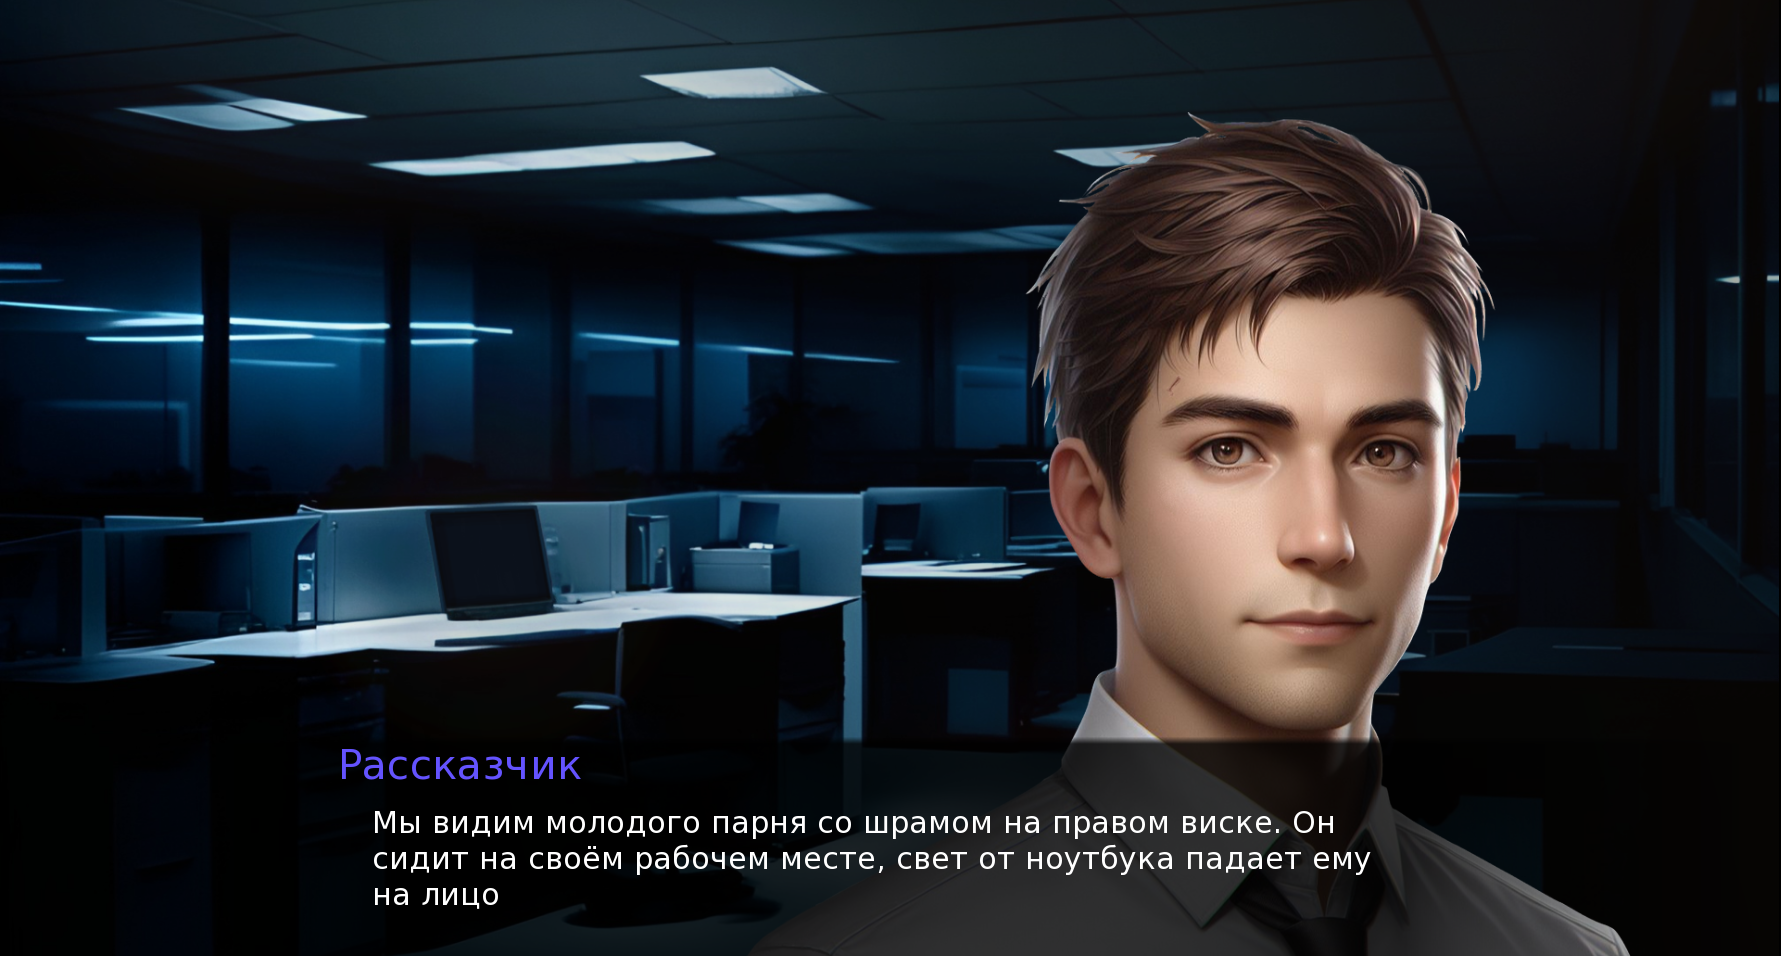 Рассказчик
Мы видим молодого парня со шрамом на правом виске. Он
сидит на своём рабочем месте, свет от ноутбука падает ему
на лицо